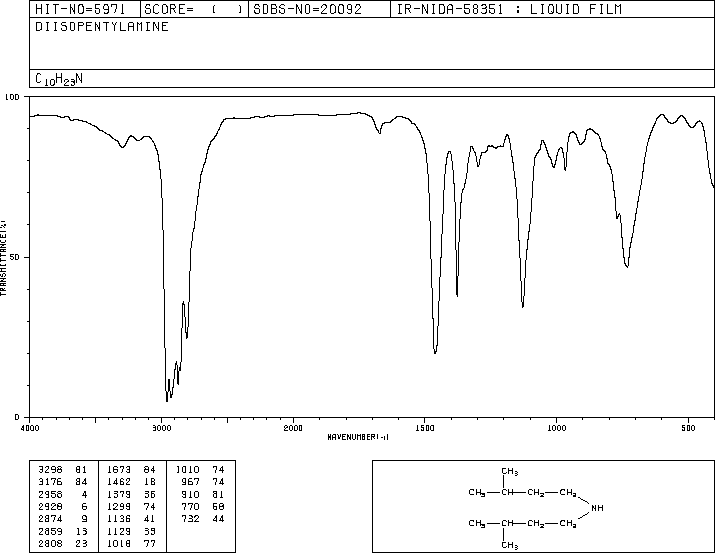 HIT-NO=5971 SCORE= ( ) SDBS-NO=20092 IR-NIDA-58351 : LIQUID FILM
DIISOPENTYLAMINE
C10H23N
100
50
0
TRANSMITTANCE(%)
4000 3000 2000 1500 1000 500
WAVENUMBER(-1)
3298 81 1673 84 1010 74
3176 84 1462 18 967 74
2958 4 1379 36 910 81
2928 6 1299 74 770 60
2874 9 1136 41 732 44
2859 13 1129 33
2808 23 1018 77
CH3
CH3—CH—CH2—CH2
NH
CH3—CH—CH2—CH2
CH3